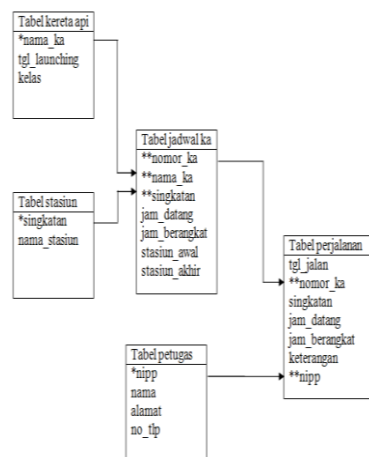 Tabel kereta api
*nama_ka
tgl_launching
kelas
Tabel stasiun
*singkatan
nama_stasiun
Tabel jadwal ka
**nomor_ka
**nama_ka
**singkatan
jam_datang
jam_berangkat
stasiun_awal
stasiun_akhir
Tabel perjalanan
tgl_jalan
**nomor_ka
singkatan
jam_datang
jam_berangkat
keterangan
**nipp
Tabel petugas
*nipp
nama
alamat
no_tlp